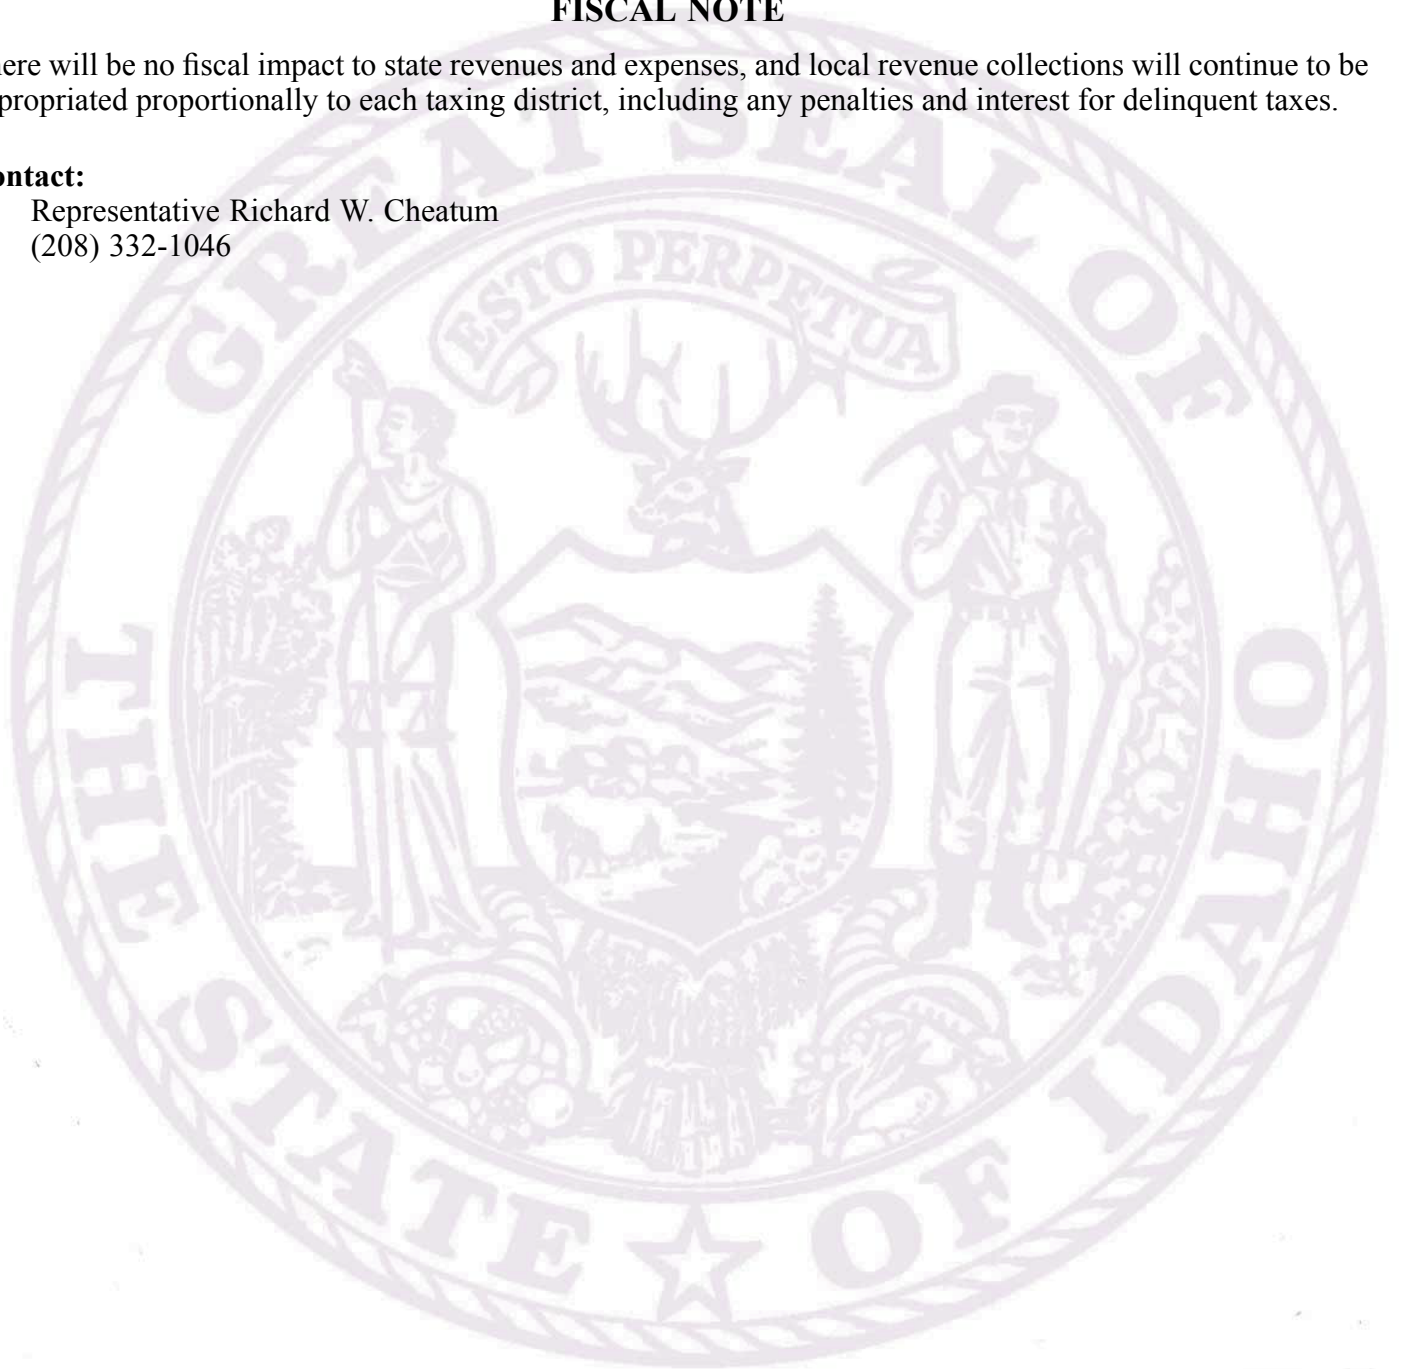 FISCAL NOTE
here will be no fiscal impact to state revenues and expenses, and local revenue collections will continue to be
propriated proportionally to each taxing district, including any penalties and interest for delinquent taxes.
ontact:
Representative Richard W. Cheatum
(208) 332-1046
GREAT SEAL OF
ESTO PERPETUA
THE STATE OF IDAHO